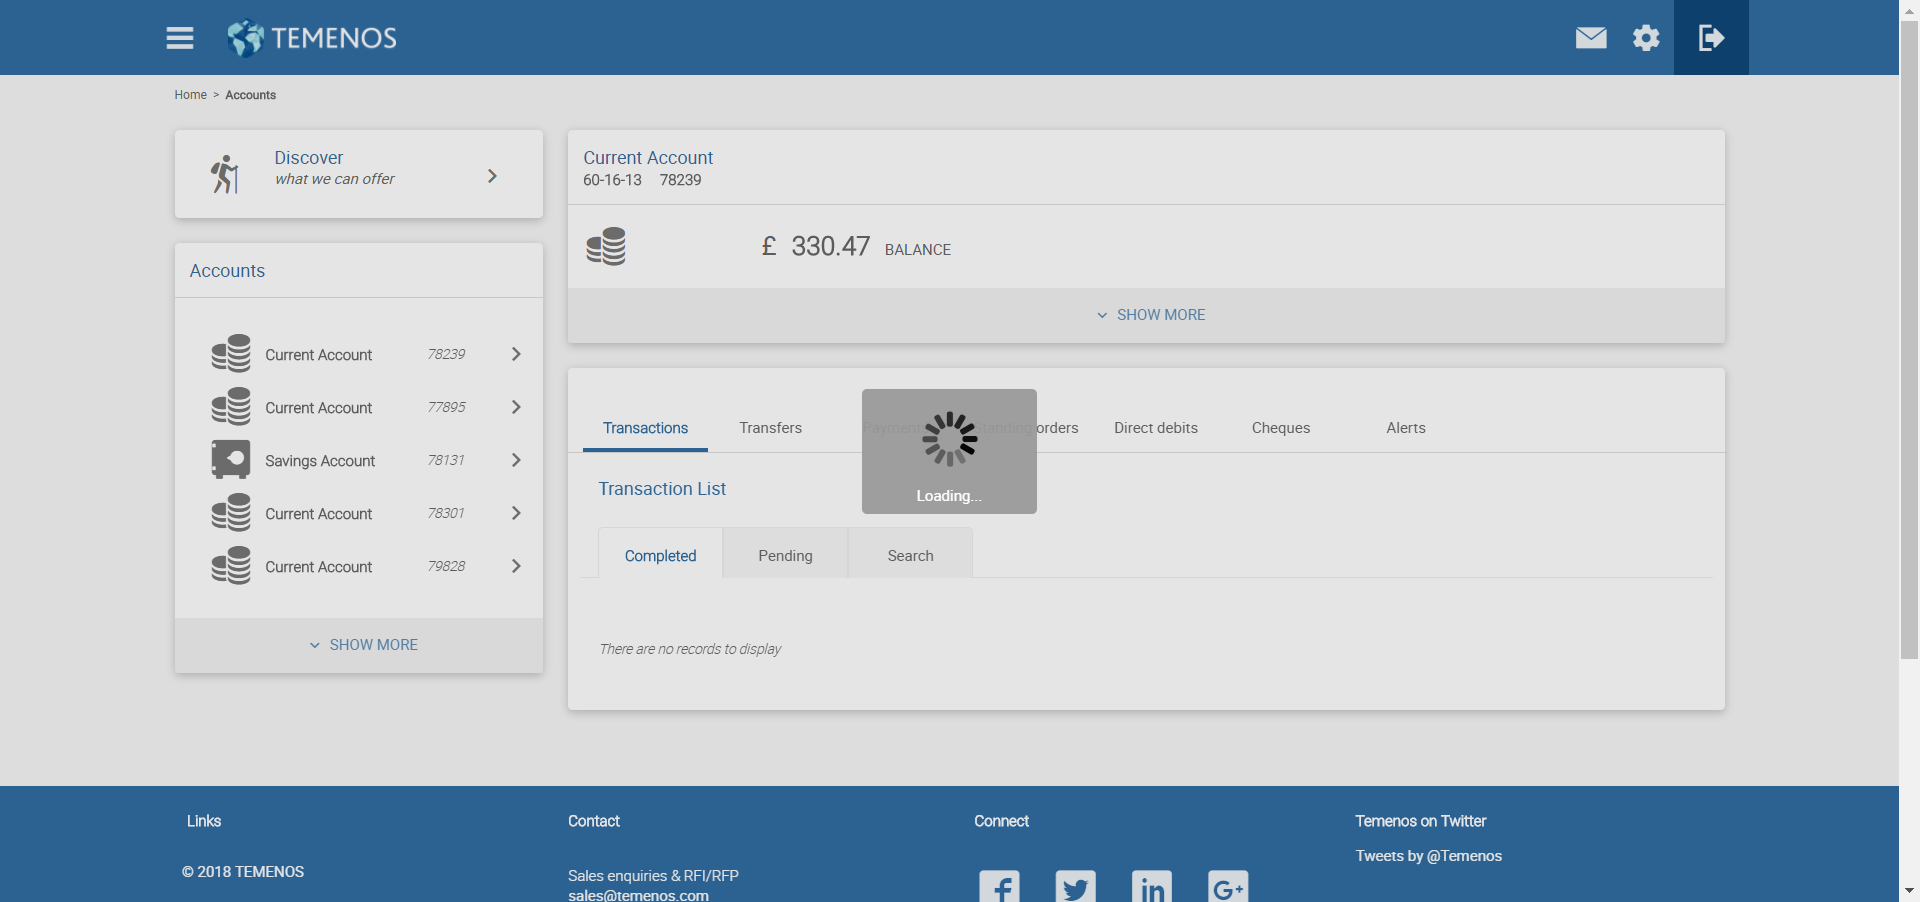 TEMENOS
Home > Accounts
Discover
what we can offer
Accounts
Current Account 78239
Current Account 77895
Savings Account 78131
Current Account 78301
Current Account 79828
SHOW MORE
Current Account
60-16-13 78239
£ 330.47 BALANCE
SHOW MORE
Transactions Transfers Payments Standing orders Direct debits Cheques Alerts
Loading...
Transaction List
Completed Pending Search
There are no records to display
Links
© 2018 TEMENOS
Contact
Sales enquiries & RFI/RFP
sales@temenos.com
Connect
f
in
G+
Temenos on Twitter
Tweets by @Temenos